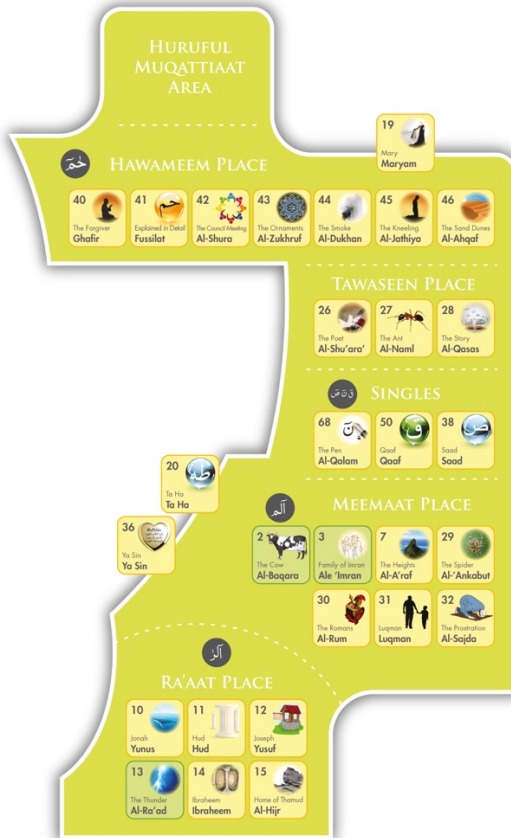 HURUFUL
MUQATTIAAT
AREA
19
Mary
Maryam
حٰمٓ
HAWAMEEM PLACE
40
The Forgiver
Ghafir
41
Explained in Detail
Fussilat
42
The Council Meeting
Al-Shura
43
The Ornaments
Al-Zukhruf
44
The Smoke
Al-Dukhan
45
The Kneeling
Al-Jathiya
46
The Sand Dunes
Al-Ahqaf
TAWASEEN PLACE
26
The Poet
Al-Shu'ara'
27
The Ant
Al-Naml
28
The Story
Al-Qasas
ق ن ص
SINGLES
68
نٓ
The Pen
Al-Qalam
50
ق
Qaaf
Qaaf
38
ص
Saad
Saad
20
طه
Ta Ha
Ta Ha
36
Ya Sin
Ya Sin
الٓمٓ
MEEMAAT PLACE
2
The Cow
Al-Baqara
3
Family of Imran
Ale 'Imran
7
The Heights
Al-A'raf
29
The Spider
Al-'Ankabut
30
The Romans
Al-Rum
31
Luqman
Luqman
32
The Prostration
Al-Sajda
الٓرٰ
RA'AAT PLACE
10
Jonah
Yunus
11
Hud
Hud
12
Joseph
Yusuf
13
The Thunder
Al-Ra'ad
14
Ibraheem
Ibraheem
15
Home of Thamud
Al-Hijr